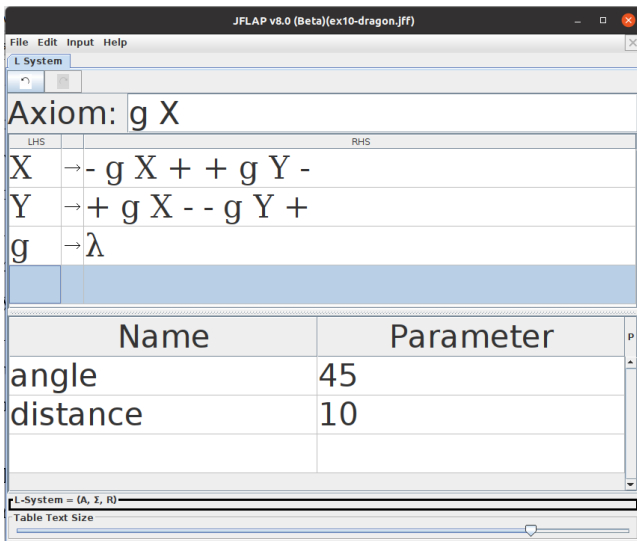 JFLAP v8.0 (Beta)(ex10-dragon.jff)
File Edit Input Help
L System
Axiom: g X
LHS RHS
X → - g X + + g Y -
Y → + g X - - g Y +
g → λ
Name Parameter P
angle 45
distance 10
L-System = (A, Σ, R)
Table Text Size